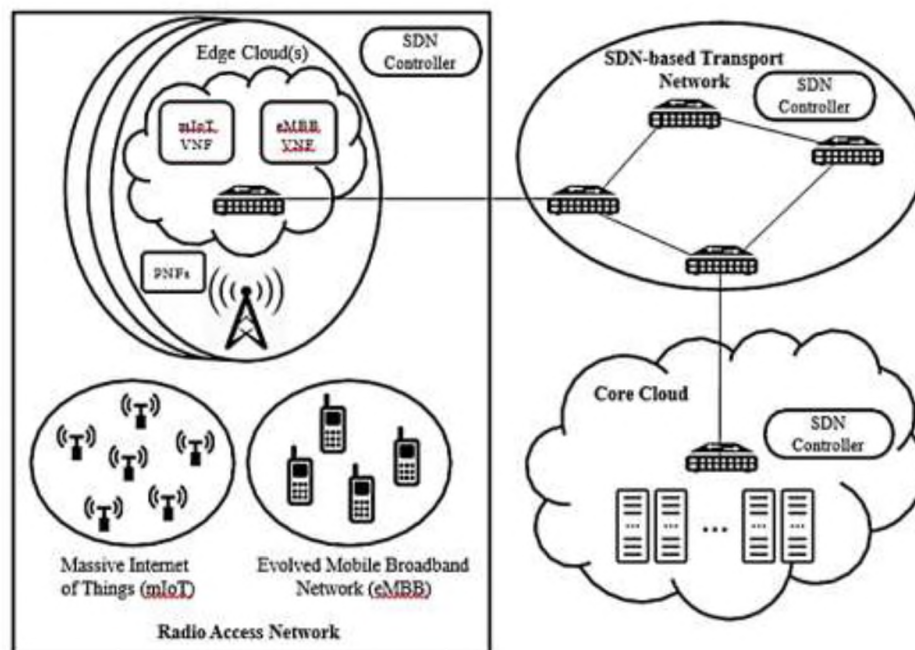 Edge Cloud(s)
SDN
Controller
mIoT
VNF
eMBB
VNF
PNFs
Massive Internet
of Things (mIoT)
Evolved Mobile Broadband
Network (eMBB)
Radio Access Network
SDN-based Transport
Network
SDN
Controller
Core Cloud
SDN
Controller
...
...
...
...
...